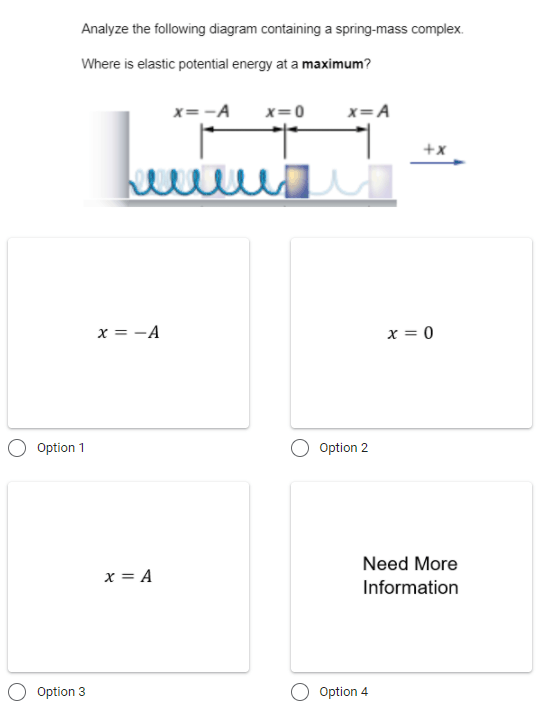 Analyze the following diagram containing a spring-mass complex.
Where is elastic potential energy at a maximum?
x= −A x=0 x=A
+x
x = −A
x = 0
Option 1
Option 2
x = A
Need More
Information
Option 3
Option 4